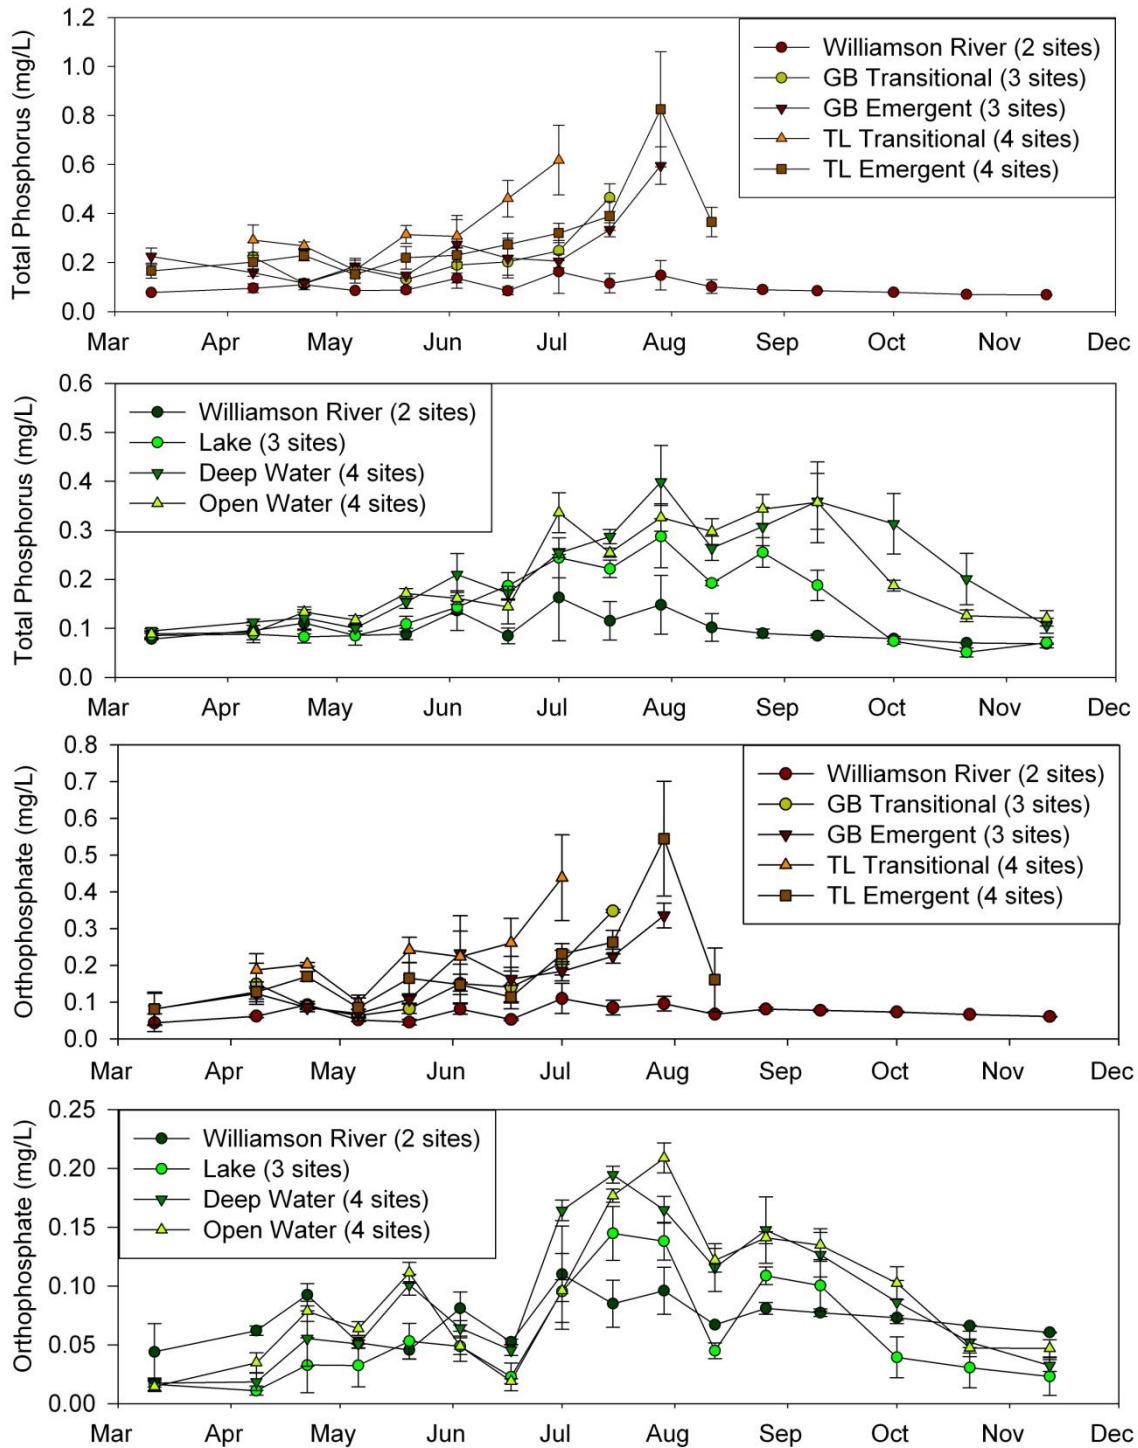 Total Phosphorus (mg/L)
1.2
1.0
0.8
0.6
0.4
0.2
0.0
Williamson River (2 sites)
GB Transitional (3 sites)
GB Emergent (3 sites)
TL Transitional (4 sites)
TL Emergent (4 sites)
Mar Apr May Jun Jul Aug Sep Oct Nov Dec
Total Phosphorus (mg/L)
0.6
0.5
0.4
0.3
0.2
0.1
0.0
Williamson River (2 sites)
Lake (3 sites)
Deep Water (4 sites)
Open Water (4 sites)
Mar Apr May Jun Jul Aug Sep Oct Nov Dec
Orthophosphate (mg/L)
0.8
0.7
0.6
0.5
0.4
0.3
0.2
0.1
0.0
Williamson River (2 sites)
GB Transitional (3 sites)
GB Emergent (3 sites)
TL Transitional (4 sites)
TL Emergent (4 sites)
Mar Apr May Jun Jul Aug Sep Oct Nov Dec
Orthophosphate (mg/L)
0.25
0.20
0.15
0.10
0.05
0.00
Williamson River (2 sites)
Lake (3 sites)
Deep Water (4 sites)
Open Water (4 sites)
Mar Apr May Jun Jul Aug Sep Oct Nov Dec